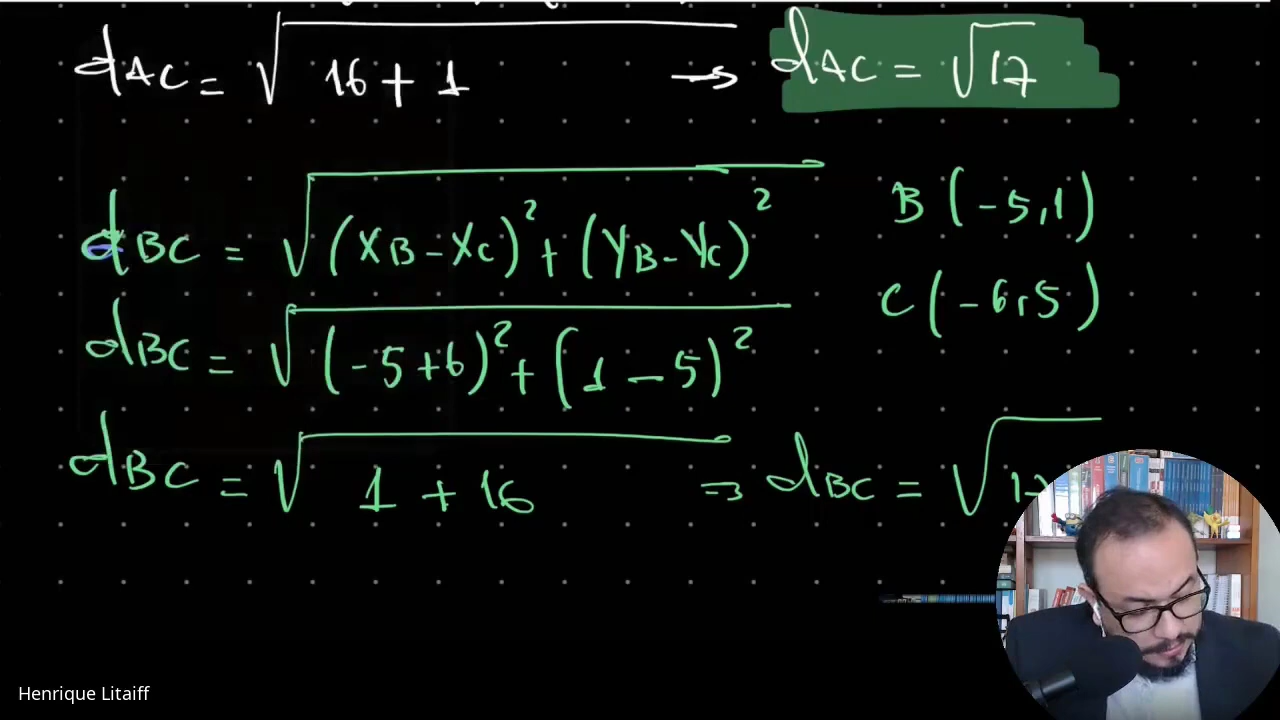 dAC = √16 + 1 → dAC = √17
dBC = √(XB - XC)² + (YB - YC)² B (-5,1)
C (-6,5)
dBC = √(-5+6)² + (1 - 5)²
dBC = √1 + 16 ⇒ dBC = √17
Henrique Litaiff